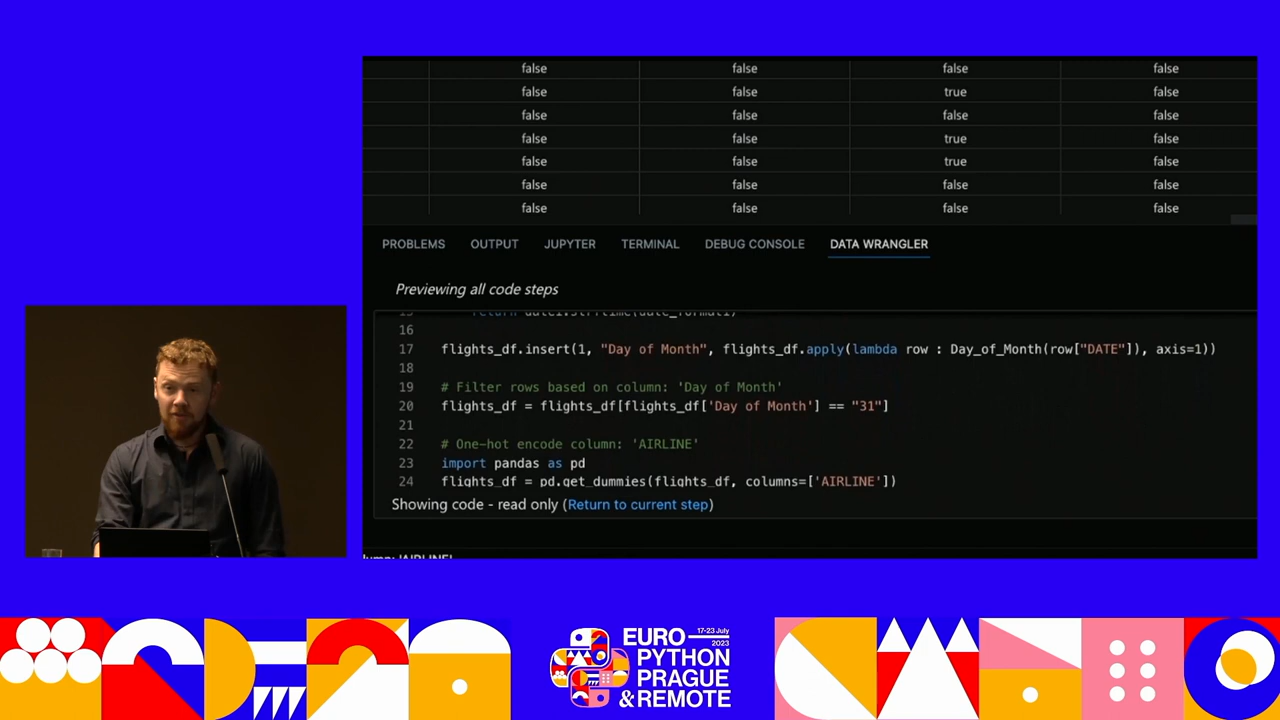 false false false false
false false true false
false false false false
false false true false
false false true false
false false false false
false false false false
PROBLEMS OUTPUT JUPYTER TERMINAL DEBUG CONSOLE DATA WRANGLER
Previewing all code steps
16
17 flights_df.insert(1, "Day of Month", flights_df.apply(lambda row : Day_of_Month(row["DATE"]), axis=1))
18
19 # Filter rows based on column: 'Day of Month'
20 flights_df = flights_df[flights_df['Day of Month'] == "31"]
21
22 # One-hot encode column: 'AIRLINE'
23 import pandas as pd
24 flights_df = pd.get_dummies(flights_df, columns=['AIRLINE'])
Showing code - read only (Return to current step)
17-23 July
2023
EURO
PYTHON
PRAGUE
& REMOTE